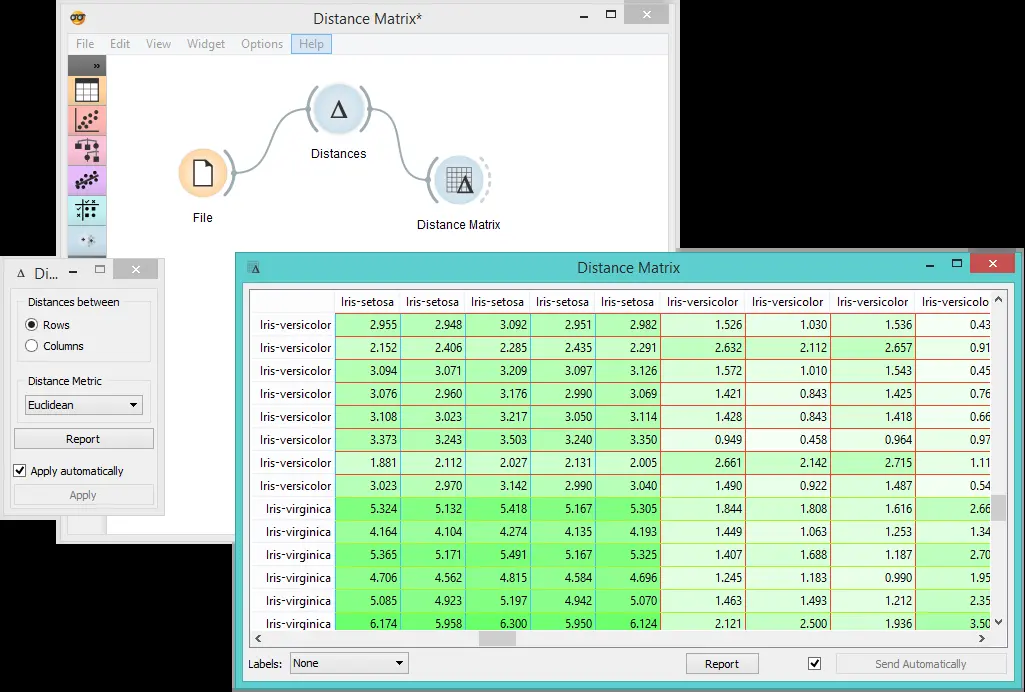 Distance Matrix*
File Edit View Widget Options Help
»
Δ
Distances
File
Distance Matrix
Δ Di...
Distances between
Rows
Columns
Distance Metric
Euclidean
Report
Apply automatically
Apply
Distance Matrix
Iris-setosa Iris-setosa Iris-setosa Iris-setosa Iris-setosa Iris-versicolor Iris-versicolor Iris-versicolor Iris-versicolo
Iris-versicolor 2.955 2.948 3.092 2.951 2.982 1.526 1.030 1.536 0.43
Iris-versicolor 2.152 2.406 2.285 2.435 2.291 2.632 2.112 2.657 0.91
Iris-versicolor 3.094 3.071 3.209 3.097 3.126 1.572 1.010 1.543 0.45
Iris-versicolor 3.076 2.960 3.176 2.990 3.069 1.421 0.843 1.425 0.76
Iris-versicolor 3.108 3.023 3.217 3.050 3.114 1.428 0.843 1.418 0.66
Iris-versicolor 3.373 3.243 3.503 3.240 3.350 0.949 0.458 0.964 0.97
Iris-versicolor 1.881 2.112 2.027 2.131 2.005 2.661 2.142 2.715 1.11
Iris-versicolor 3.023 2.970 3.142 2.990 3.040 1.490 0.922 1.487 0.54
Iris-virginica 5.324 5.132 5.418 5.167 5.305 1.844 1.808 1.616 2.66
Iris-virginica 4.164 4.104 4.274 4.135 4.193 1.449 1.063 1.253 1.34
Iris-virginica 5.365 5.171 5.491 5.167 5.325 1.407 1.688 1.187 2.70
Iris-virginica 4.706 4.562 4.815 4.584 4.696 1.245 1.183 0.990 1.95
Iris-virginica 5.085 4.923 5.197 4.942 5.070 1.463 1.493 1.212 2.35
Iris-virginica 6.174 5.958 6.300 5.950 6.124 2.121 2.500 1.936 3.50
Labels: None Report Send Automatically